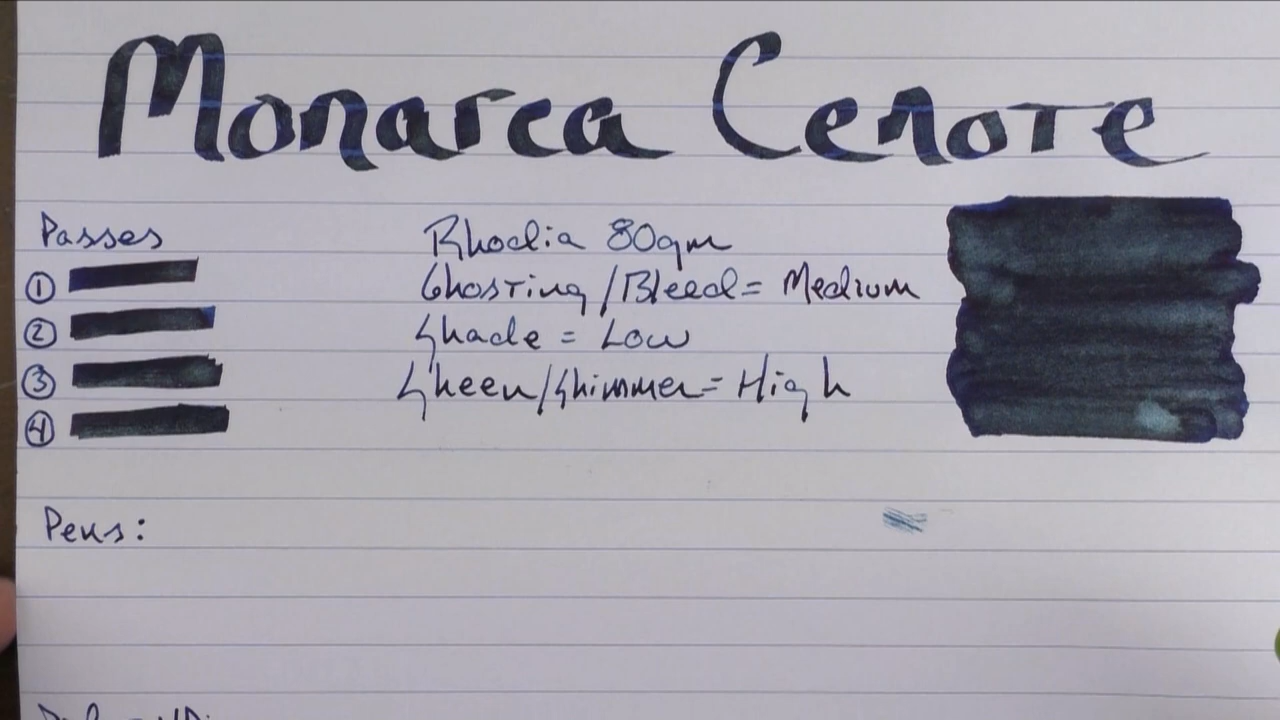 Monarca Cenote
Passes
Rhodia 80gm
① 
Ghosting/Bleed = Medium
②
Shade = Low
③
Sheen/Shimmer = High
④
Pens: